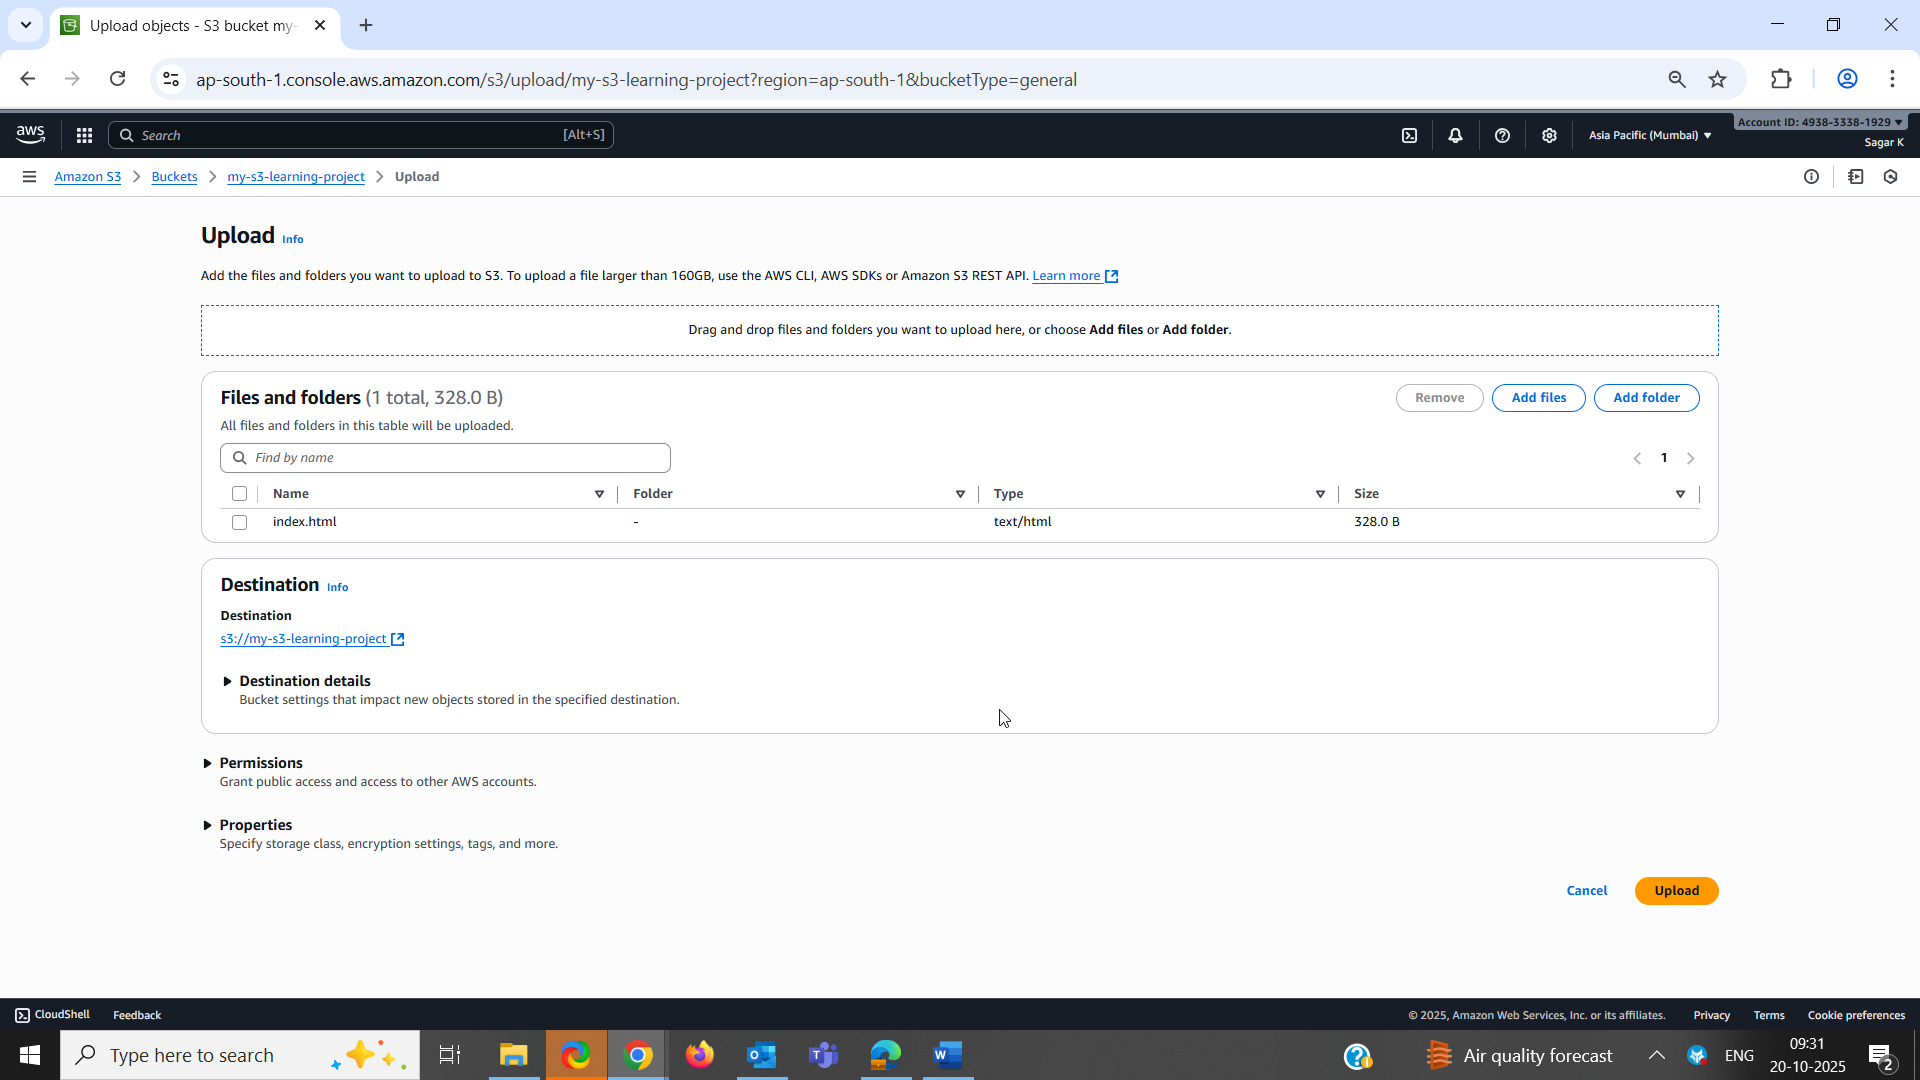 Upload objects - S3 bucket my-
ap-south-1.console.aws.amazon.com/s3/upload/my-s3-learning-project?region=ap-south-1&bucketType=general
aws
Search
[Alt+S]
Asia Pacific (Mumbai)
Account ID: 4938-3338-1929
Sagar K
Amazon S3
Buckets
my-s3-learning-project
Upload
Upload Info
Add the files and folders you want to upload to S3. To upload a file larger than 160GB, use the AWS CLI, AWS SDKs or Amazon S3 REST API. Learn more
Drag and drop files and folders you want to upload here, or choose Add files or Add folder.
Files and folders (1 total, 328.0 B)
Remove
Add files
Add folder
All files and folders in this table will be uploaded.
Find by name
1
Name
Folder
Type
Size
index.html
-
text/html
328.0 B
Destination Info
Destination
s3://my-s3-learning-project
Destination details
Bucket settings that impact new objects stored in the specified destination.
Permissions
Grant public access and access to other AWS accounts.
Properties
Specify storage class, encryption settings, tags, and more.
Cancel
Upload
CloudShell
Feedback
© 2025, Amazon Web Services, Inc. or its affiliates.
Privacy
Terms
Cookie preferences
Type here to search
Air quality forecast
ENG
09:31
20-10-2025
2